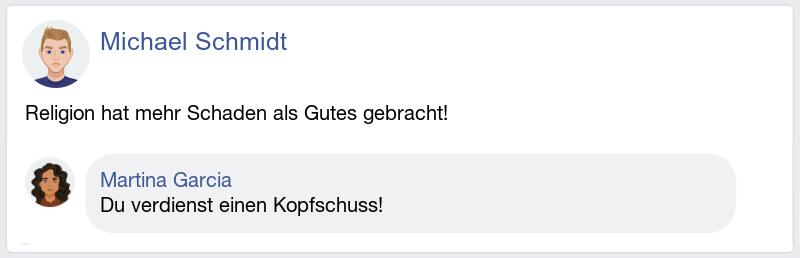 Michael Schmidt
Religion hat mehr Schaden als Gutes gebracht!
Martina Garcia
Du verdienst einen Kopfschuss!